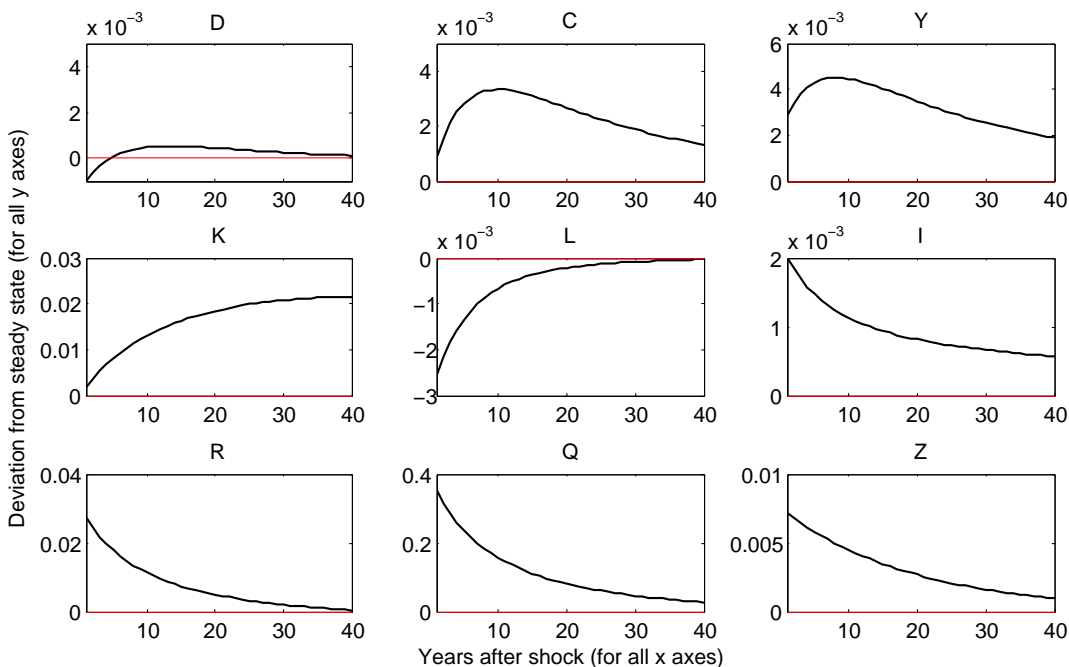 Deviation from steady state (for all y axes)
x 10⁻³
D
4
2
0
10 20 30 40
x 10⁻³
C
4
2
0
10 20 30 40
x 10⁻³
Y
6
4
2
0
10 20 30 40
K
0.03
0.02
0.01
0
10 20 30 40
x 10⁻³
L
0
−1
−2
−3
10 20 30 40
x 10⁻³
I
2
1
0
10 20 30 40
R
0.04
0.02
0
10 20 30 40
Q
0.4
0.2
0
10 20 30 40
Z
0.01
0.005
0
10 20 30 40
Years after shock (for all x axes)